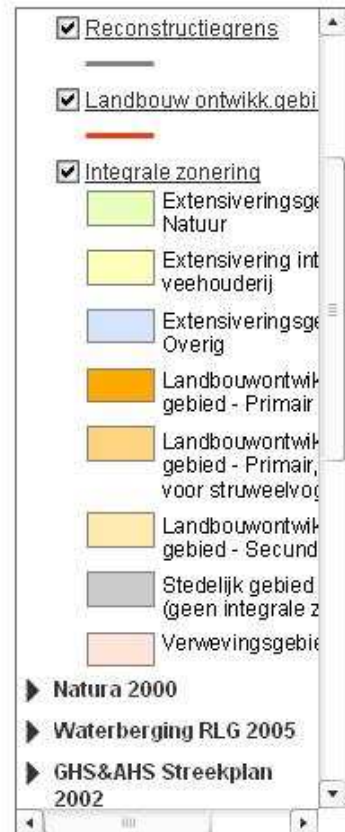 Reconstructiegrens
Landbouw ontwikk.gebi
Integrale zonering
Extensiveringsge
Natuur
Extensivering int
veehouderij
Extensiveringsge
Overig
Landbouwontwik
gebied - Primair
Landbouwontwik
gebied - Primair,
voor struweelvog
Landbouwontwik
gebied - Secund
Stedelijk gebied
(geen integrale z
Verwevingsgebie
Natura 2000
Waterberging RLG 2005
GHS&AHS Streekplan
2002